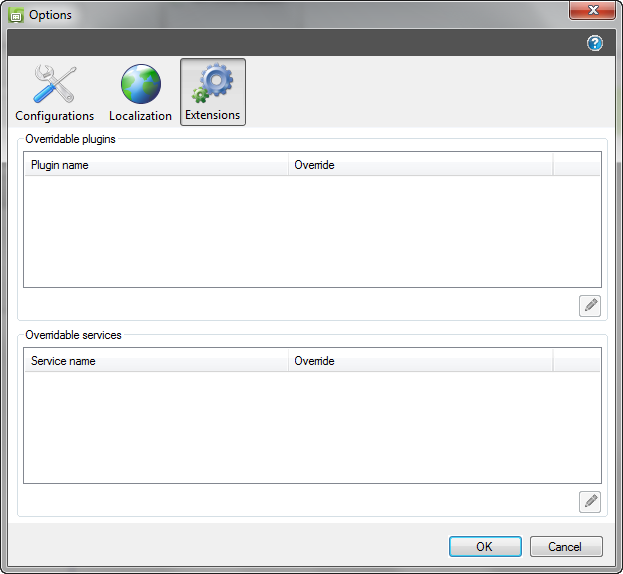 Options
Configurations Localization Extensions
Overridable plugins
Plugin name Override
Overridable services
Service name Override
OK Cancel